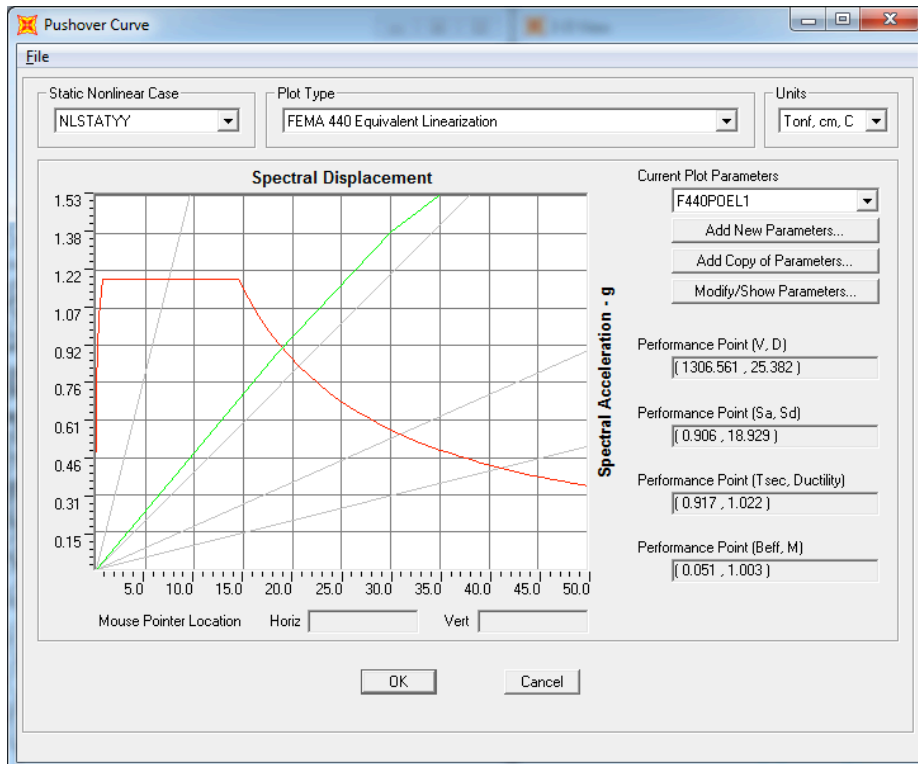 Pushover Curve
File
Static Nonlinear Case
NLSTATYY
Plot Type
FEMA 440 Equivalent Linearization
Units
Tonf, cm, C
Spectral Displacement
1.53
1.38
1.22
1.07
0.92
0.76
0.61
0.46
0.31
0.15
5.0 10.0 15.0 20.0 25.0 30.0 35.0 40.0 45.0 50.0
Spectral Acceleration - g
Mouse Pointer Location Horiz Vert
Current Plot Parameters
F440POEL1
Add New Parameters...
Add Copy of Parameters...
Modify/Show Parameters...
Performance Point (V, D)
( 1306.561 , 25.382 )
Performance Point (Sa, Sd)
( 0.906 , 18.929 )
Performance Point (Tsec, Ductility)
( 0.917 , 1.022 )
Performance Point (Beff, M)
( 0.051 , 1.003 )
OK Cancel